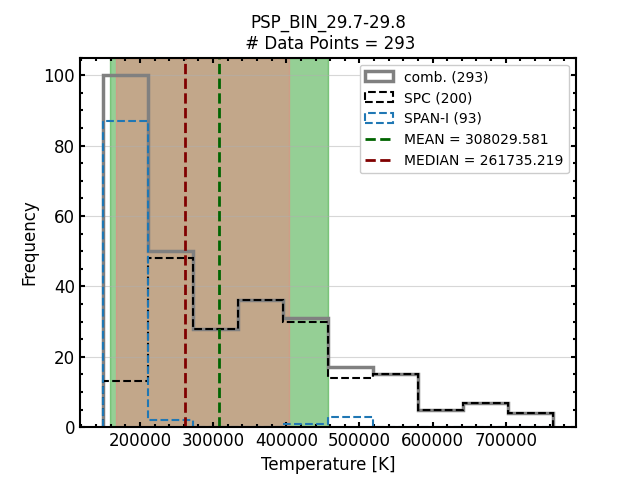 PSP_BIN_29.7-29.8
# Data Points = 293
comb. (293)
SPC (200)
SPAN-I (93)
MEAN = 308029.581
MEDIAN = 261735.219
Frequency
100
80
60
40
20
0
200000 300000 400000 500000 600000 700000
Temperature [K]